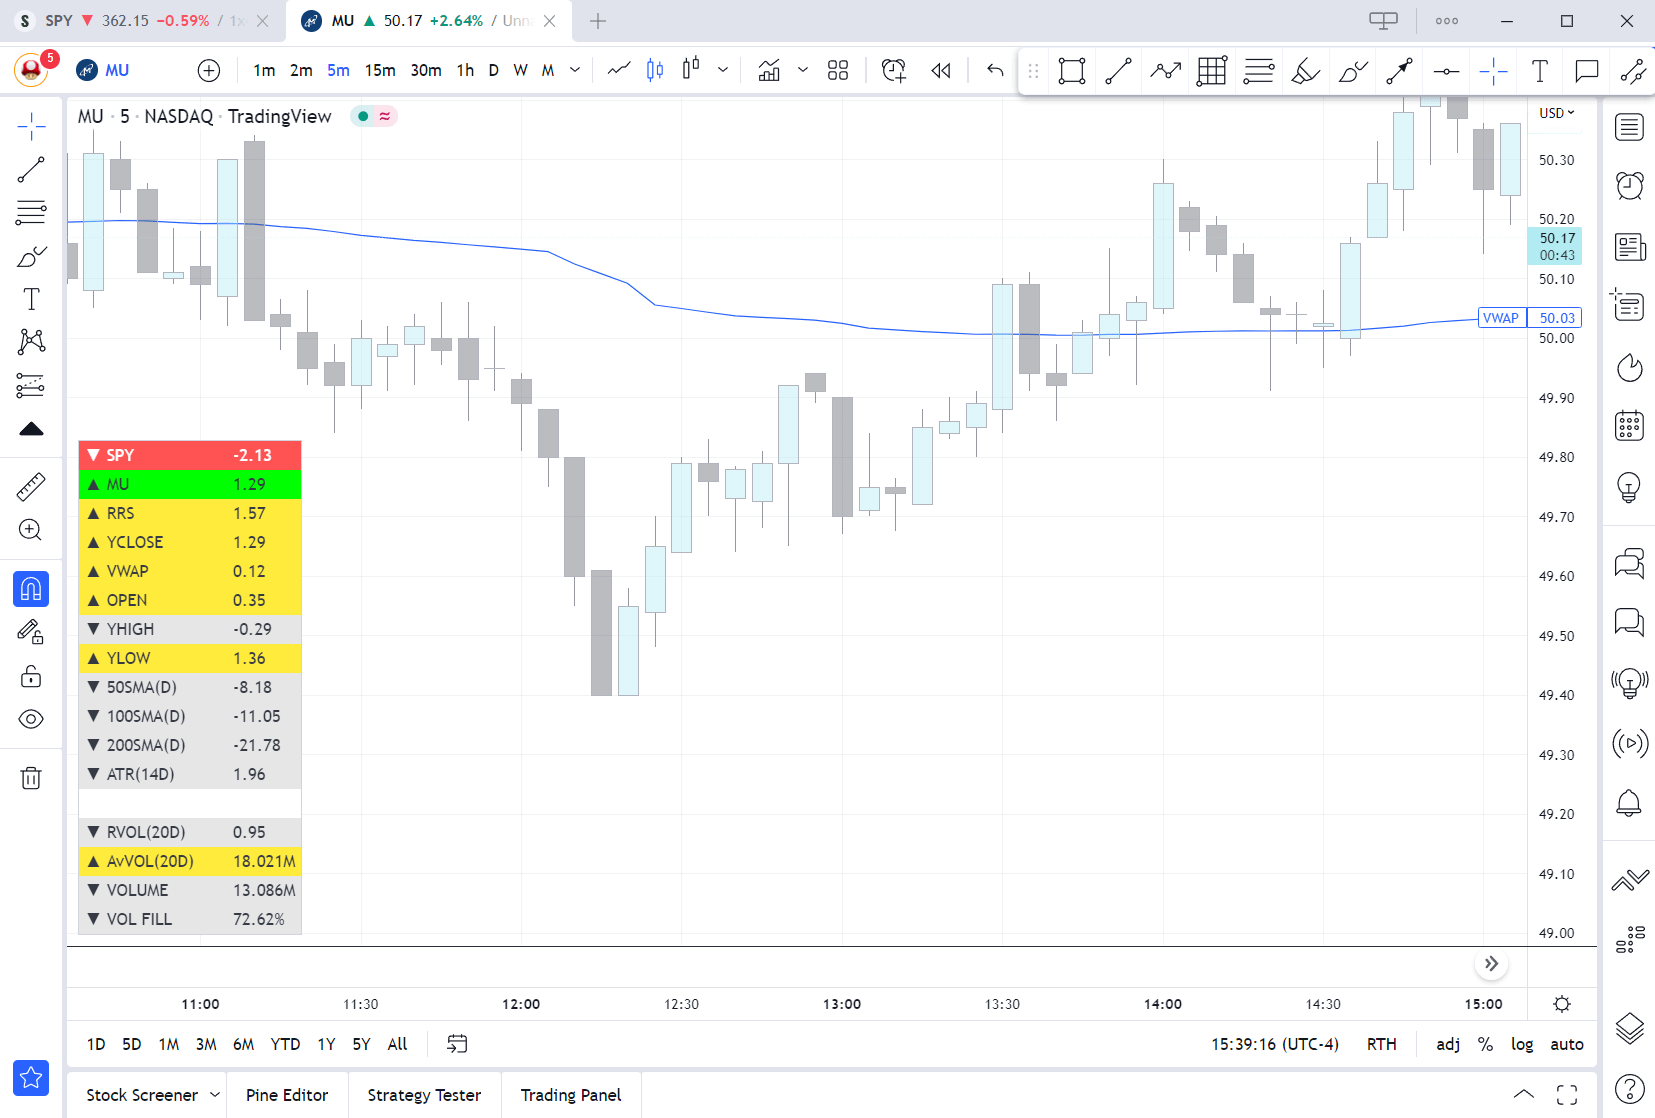 S SPY ▼ 362.15 −0.59% / 1
MU ▲ 50.17 +2.64% / Unn
5
MU
1m 2m 5m 15m 30m 1h D W M
T
MU · 5 · NASDAQ · TradingView
USD
50.30
50.20
50.17
00:43
50.10
VWAP 50.03
50.00
49.90
49.80
49.70
49.60
49.50
49.40
49.30
49.20
49.10
49.00
▼ SPY -2.13
▲ MU 1.29
▲ RRS 1.57
▲ YCLOSE 1.29
▲ VWAP 0.12
▲ OPEN 0.35
▼ YHIGH -0.29
▲ YLOW 1.36
▼ 50SMA(D) -8.18
▼ 100SMA(D) -11.05
▼ 200SMA(D) -21.78
▼ ATR(14D) 1.96
▼ RVOL(20D) 0.95
▲ AvVOL(20D) 18.021M
▼ VOLUME 13.086M
▼ VOL FILL 72.62%
11:00 11:30 12:00 12:30 13:00 13:30 14:00 14:30 15:00
1D 5D 1M 3M 6M YTD 1Y 5Y All
15:39:16 (UTC-4) RTH adj % log auto
Stock Screener Pine Editor Strategy Tester Trading Panel